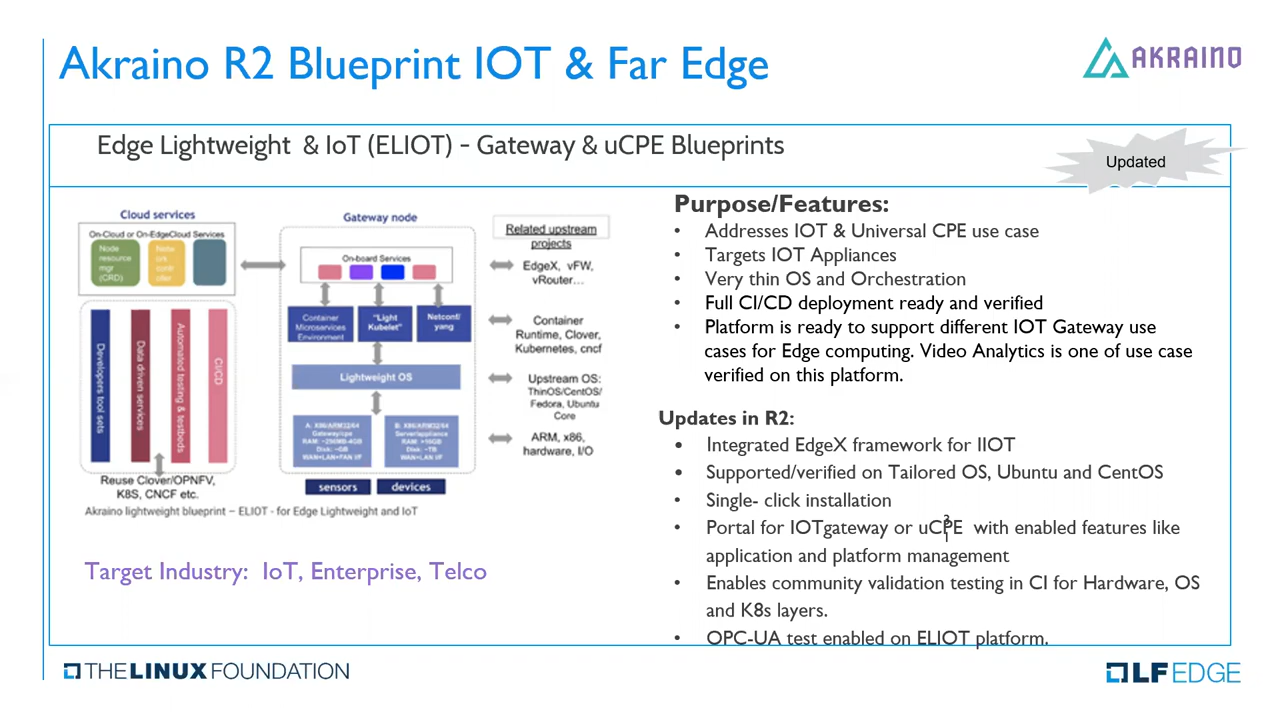 Akraino R2 Blueprint IOT & Far Edge
AKRAINO
Edge Lightweight & IoT (ELIOT) – Gateway & uCPE Blueprints
Updated
Cloud services
On-Cloud or On-EdgeCloud Services
Node
resource
mgr
(CRD)
Netw
ork
contr
oller
Developers tool sets
Data driven services
Automated testing & testbeds
CI/CD
Reuse Clover/OPNFV,
K8S, CNCF etc.
Gateway node
On-board Services
Container
Microservices
Environment
"Light
Kubelet"
Netconf/
yang
Lightweight OS
A: X86/ARM32/64
Gateway/cpe
RAM: ~256MB-4GB
Disk: ~GB
WAN+LAN+FAN I/F
B: X86/ARM32/64
Server/appliance
RAM: >16GB
Disk: ~TB
WAN+LAN I/F
sensors
devices
Related upstream
projects
EdgeX, vFW,
vRouter...
Container
Runtime, Clover,
Kubernetes, cncf
Upstream OS:
ThinOS/CentOS/
Fedora, Ubuntu
Core
ARM, x86,
hardware, I/O
Akraino lightweight blueprint – ELIOT - for Edge Lightweight and IoT
Target Industry: IoT, Enterprise, Telco
Purpose/Features:
• Addresses IOT & Universal CPE use case
• Targets IOT Appliances
• Very thin OS and Orchestration
• Full CI/CD deployment ready and verified
• Platform is ready to support different IOT Gateway use
cases for Edge computing. Video Analytics is one of use case
verified on this platform.
Updates in R2:
• Integrated EdgeX framework for IIOT
• Supported/verified on Tailored OS, Ubuntu and CentOS
• Single- click installation
• Portal for IOTgateway or uCPE with enabled features like
application and platform management
• Enables community validation testing in CI for Hardware, OS
and K8s layers.
• OPC-UA test enabled on ELIOT platform.
3
1
THE LINUX FOUNDATION
LF EDGE